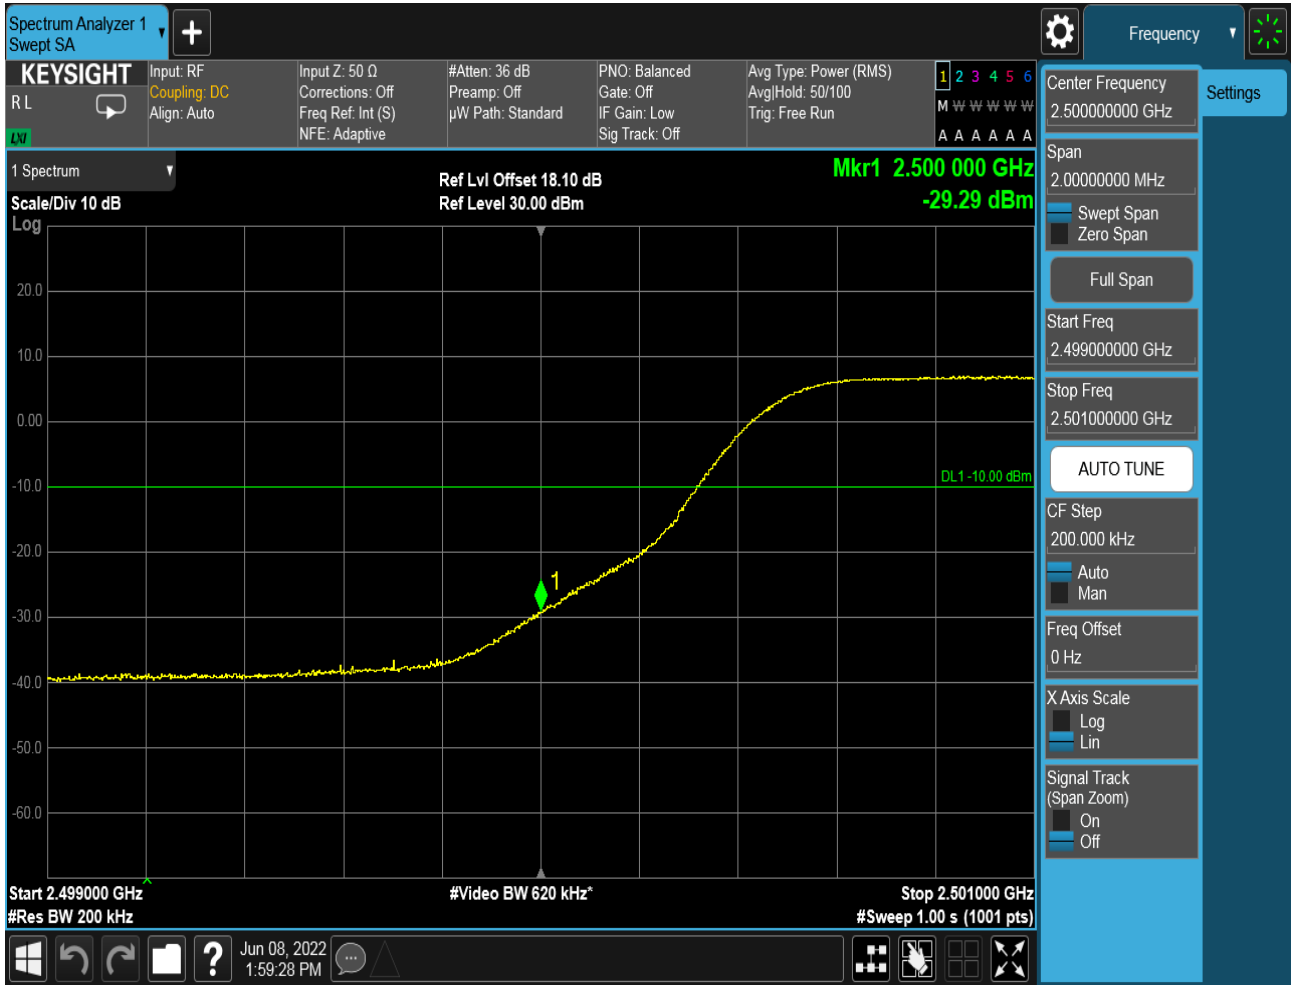 Spectrum Analyzer 1
Swept SA
+
Frequency
KEYSIGHT
R L
LXI
Input: RF
Coupling: DC
Align: Auto
Input Z: 50 Ω
Corrections: Off
Freq Ref: Int (S)
NFE: Adaptive
#Atten: 36 dB
Preamp: Off
µW Path: Standard
PNO: Balanced
Gate: Off
IF Gain: Low
Sig Track: Off
Avg Type: Power (RMS)
Avg|Hold: 50/100
Trig: Free Run
1 2 3 4 5 6
M W W W W W
A A A A A A
1 Spectrum
Scale/Div 10 dB
Log
Ref Lvl Offset 18.10 dB
Ref Level 30.00 dBm
Mkr1 2.500 000 GHz
-29.29 dBm
20.0
10.0
0.00
-10.0
-20.0
-30.0
-40.0
-50.0
-60.0
DL1 -10.00 dBm
1
Start 2.499000 GHz
#Res BW 200 kHz
#Video BW 620 kHz*
Stop 2.501000 GHz
#Sweep 1.00 s (1001 pts)
Center Frequency
2.500000000 GHz
Settings
Span
2.00000000 MHz
Swept Span
Zero Span
Full Span
Start Freq
2.499000000 GHz
Stop Freq
2.501000000 GHz
AUTO TUNE
CF Step
200.000 kHz
Auto
Man
Freq Offset
0 Hz
X Axis Scale
Log
Lin
Signal Track
(Span Zoom)
On
Off
?
Jun 08, 2022
1:59:28 PM